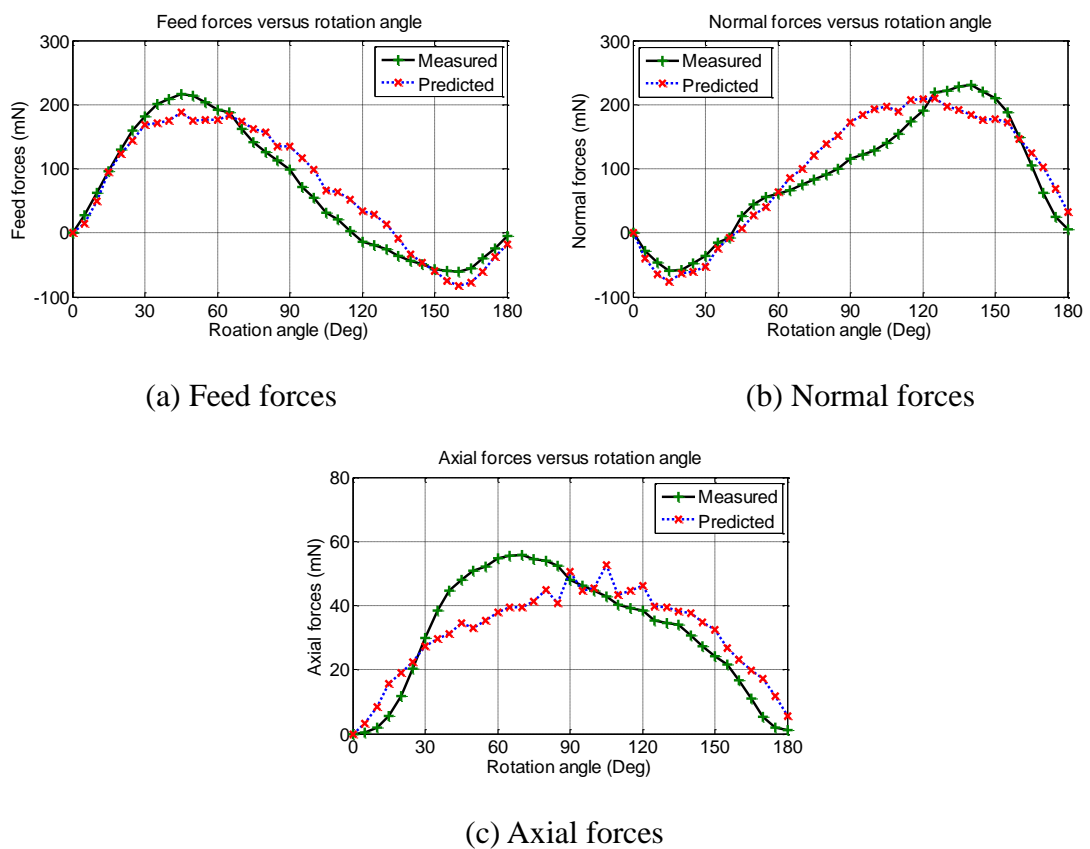 Feed forces versus rotation angle
300
200
100
0
-100
Feed forces (mN)
Measured
Predicted
0 30 60 90 120 150 180
Roation angle (Deg)
(a) Feed forces
Normal forces versus rotation angle
300
200
100
0
-100
Normal forces (mN)
Measured
Predicted
0 30 60 90 120 150 180
Rotation angle (Deg)
(b) Normal forces
Axial forces versus rotation angle
80
60
40
20
0
Axial forces (mN)
Measured
Predicted
0 30 60 90 120 150 180
Rotation angle (Deg)
(c) Axial forces